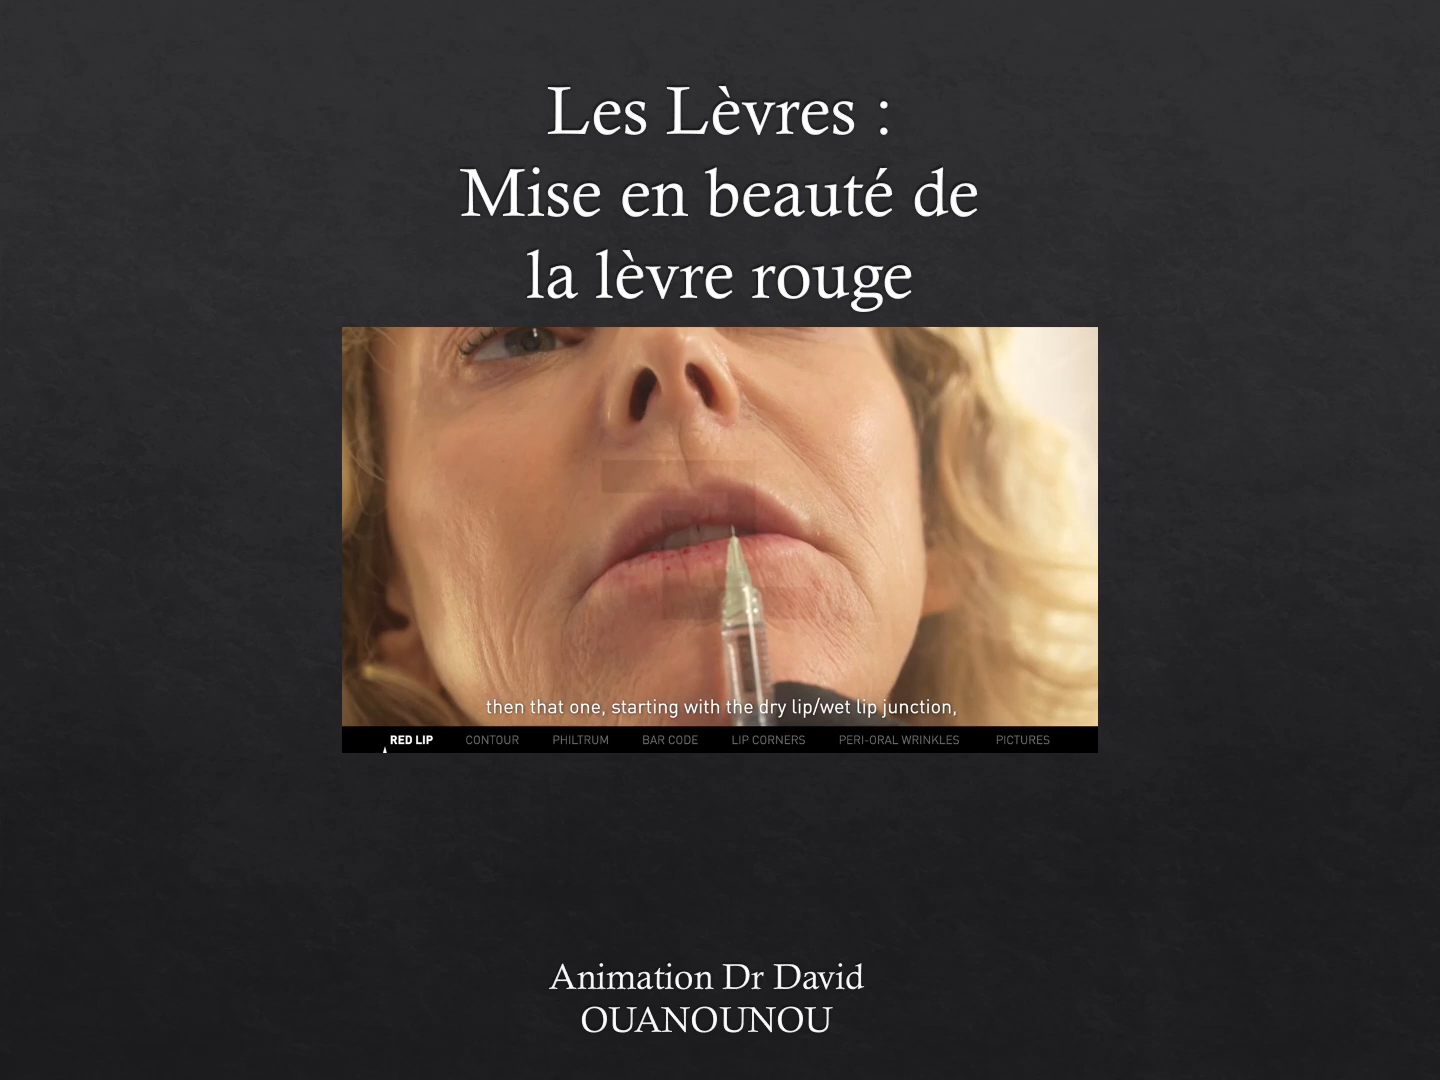 Les Lèvres :
Mise en beauté de
la lèvre rouge
then that one, starting with the dry lip/wet lip junction,
RED LIP CONTOUR PHILTRUM BAR CODE LIP CORNERS PERI-ORAL WRINKLES PICTURES
Animation Dr David
OUANOUNOU